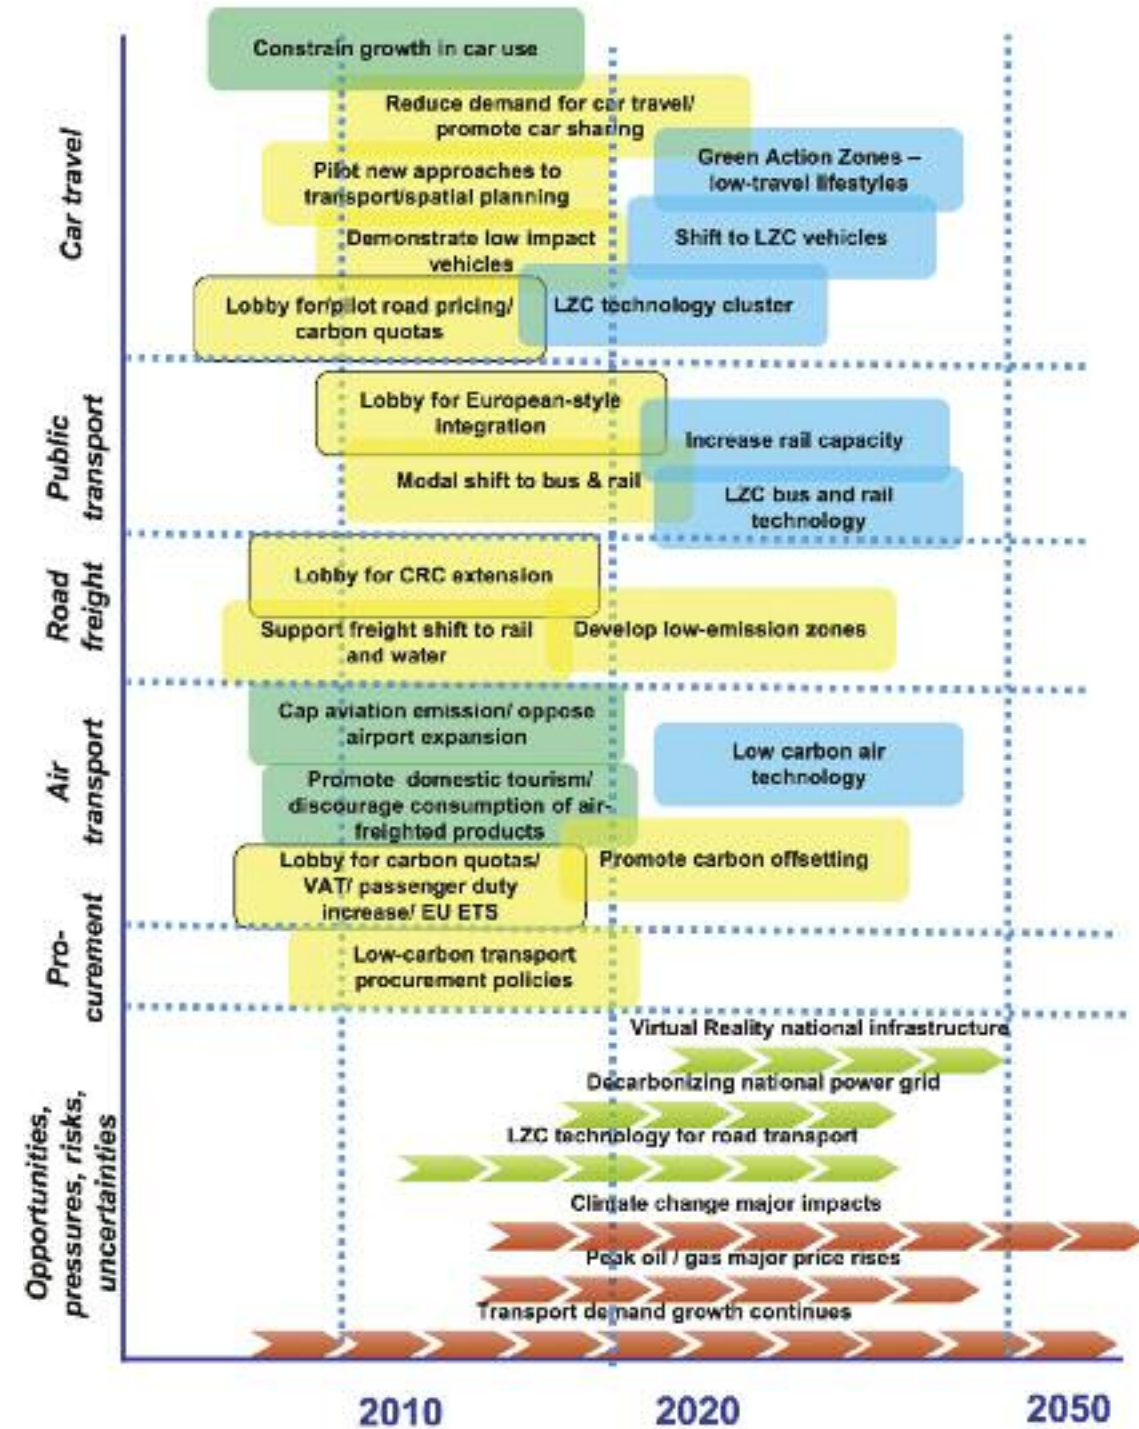 Car travel
Constrain growth in car use
Reduce demand for car travel/
promote car sharing
Pilot new approaches to
transport/spatial planning
Green Action Zones –
low-travel lifestyles
Demonstrate low impact
vehicles
Shift to LZC vehicles
Lobby for/pilot road pricing/
carbon quotas
LZC technology cluster
Public
transport
Lobby for European-style
integration
Increase rail capacity
Modal shift to bus & rail
LZC bus and rail
technology
Road
freight
Lobby for CRC extension
Support freight shift to rail
and water
Develop low-emission zones
Air
transport
Cap aviation emission/ oppose
airport expansion
Low carbon air
technology
Promote domestic tourism/
discourage consumption of air-
freighted products
Lobby for carbon quotas/
VAT/ passenger duty
increase/ EU ETS
Promote carbon offsetting
Pro-
curement
Low-carbon transport
procurement policies
Opportunities,
pressures, risks,
uncertainties
Virtual Reality national infrastructure
Decarbonizing national power grid
LZC technology for road transport
Climate change major impacts
Peak oil / gas major price rises
Transport demand growth continues
2010
2020
2050